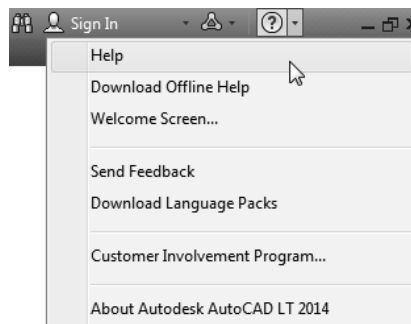 Sign In ?
Help
Download Offline Help
Welcome Screen...
Send Feedback
Download Language Packs
Customer Involvement Program...
About Autodesk AutoCAD LT 2014